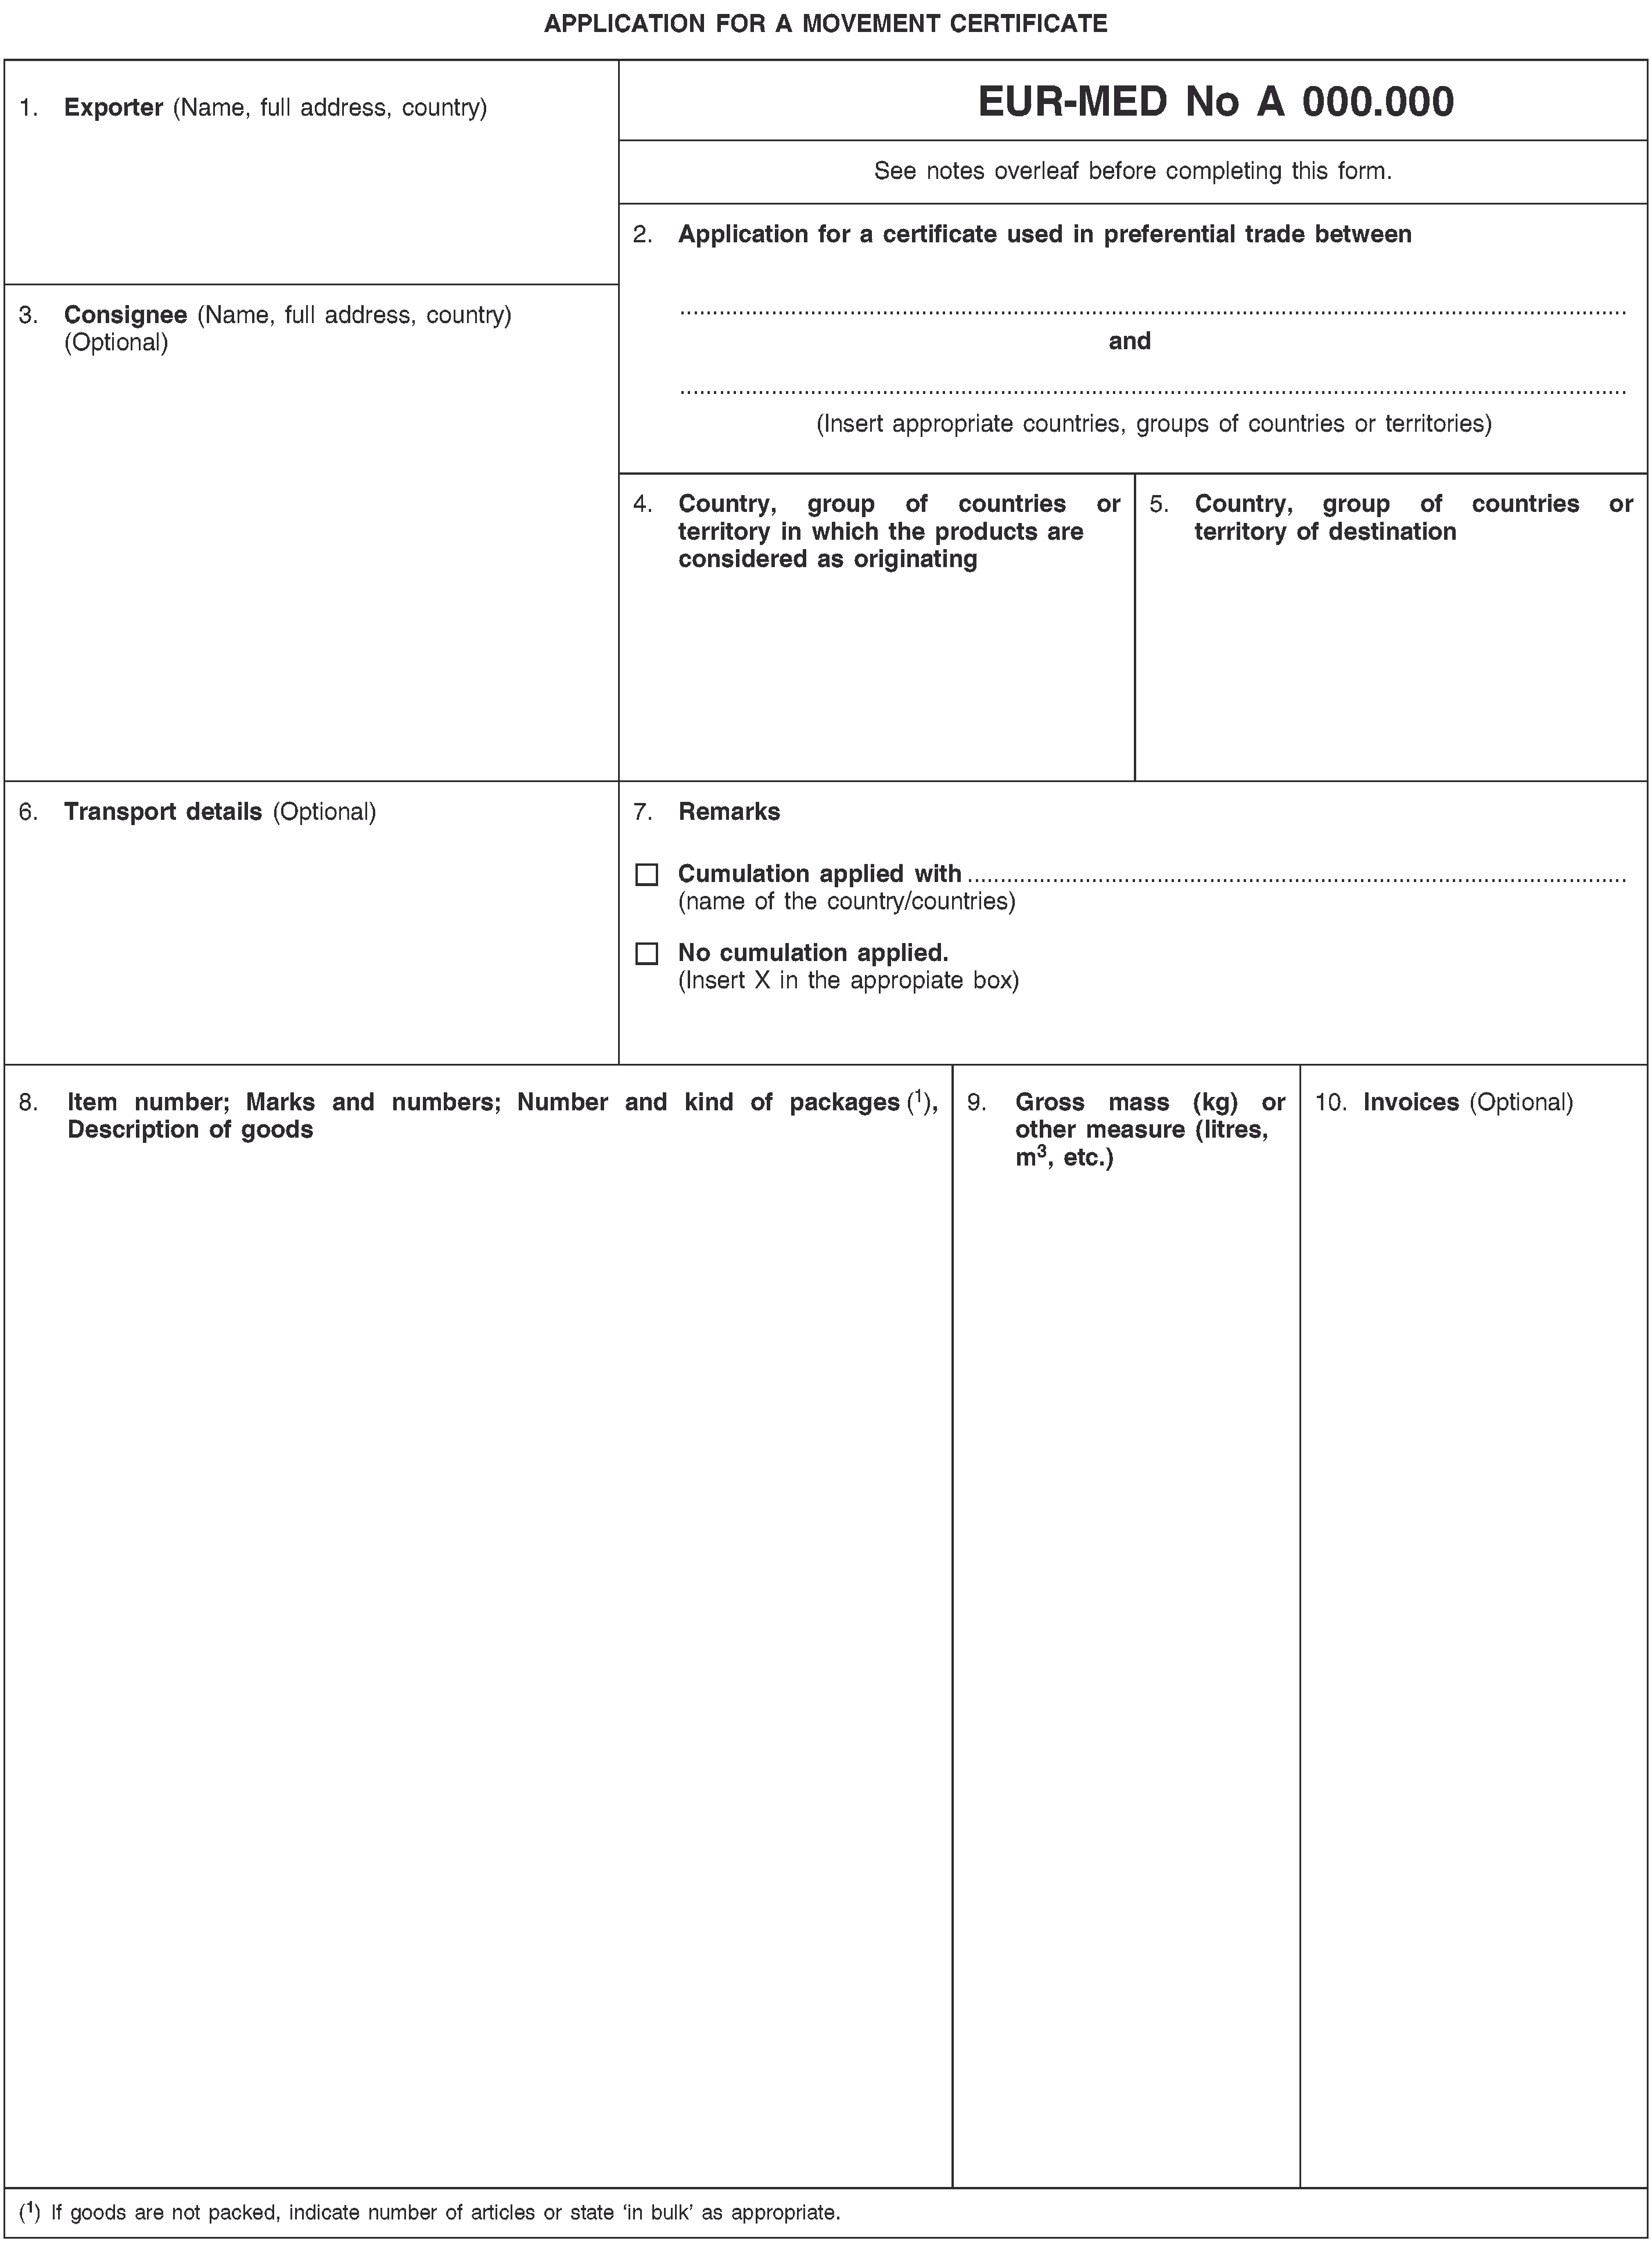 APPLICATION FOR A MOVEMENT CERTIFICATE
1. Exporter (Name, full address, country)
EUR-MED No A 000.000
See notes overleaf before completing this form.
2. Application for a certificate used in preferential trade between
................................................................
and
................................................................
(Insert appropriate countries, groups of countries or territories)
3. Consignee (Name, full address, country)
(Optional)
4. Country, group of countries or
territory in which the products are
considered as originating
5. Country, group of countries or
territory of destination
6. Transport details (Optional)
7. Remarks
☐ Cumulation applied with ................................................................
(name of the country/countries)
☐ No cumulation applied.
(Insert X in the appropiate box)
8. Item number; Marks and numbers; Number and kind of packages (1),
Description of goods
9. Gross mass (kg) or
other measure (litres,
m³, etc.)
10. Invoices (Optional)
(1) If goods are not packed, indicate number of articles or state ‘in bulk’ as appropriate.